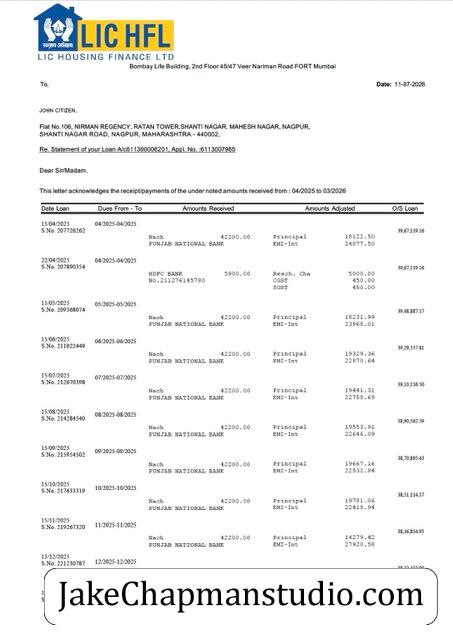 LIC HFL
LIC HOUSING FINANCE LTD
Bombay Life Building, 2nd Floor 45/47 Veer Nariman Road FORT Mumbai
To, Date: 11-07-2026
JOHN CITIZEN,
Flat No.106, NIRMAN REGENCY, RATAN TOWER,SHANTI NAGAR, MAHESH NAGAR, NAGPUR,
SHANTI NAGAR ROAD, NAGPUR, MAHARASHTRA - 440002,
Re. Statement of your Loan A/c611300006201, Appl. No. :6113007965
Dear Sir/Madam,
This letter acknowledges the receipt/payments of the under noted amounts received from : 04/2025 to 03/2026
Date Loan Dues From - To Amounts Received Amounts Adjusted O/S Loan
15/04/2025 04/2025-04/2025 39,67,119.16
S.No. 207726262
Nach 42200.00 Principal 18122.50
PUNJAB NATIONAL BANK EMI-Int 24077.50
22/04/2025 04/2025-04/2025 39,67,119.16
S.No. 207890354
HDFC BANK 5900.00 Resch. Cha 5000.00
No.211276145780 CGST 450.00
SGST 450.00
15/05/2025 05/2025-05/2025 39,48,887.17
S.No. 209568074
Nach 42200.00 Principal 18231.99
PUNJAB NATIONAL BANK EMI-Int 23968.01
15/06/2025 06/2025-06/2025 39,29,557.81
S.No. 211022449
Nach 42200.00 Principal 19329.36
PUNJAB NATIONAL BANK EMI-Int 22870.64
15/07/2025 07/2025-07/2025 39,10,116.50
S.No. 212670398
Nach 42200.00 Principal 19441.31
PUNJAB NATIONAL BANK EMI-Int 22758.69
15/08/2025 08/2025-08/2025 38,90,562.59
S.No. 214284540
Nach 42200.00 Principal 19553.91
PUNJAB NATIONAL BANK EMI-Int 22646.09
15/09/2025 09/2025-09/2025 38,70,895.43
S.No. 215954502
Nach 42200.00 Principal 19667.16
PUNJAB NATIONAL BANK EMI-Int 22532.84
15/10/2025 10/2025-10/2025 38,51,114.37
S.No. 217633319
Nach 42200.00 Principal 19781.06
PUNJAB NATIONAL BANK EMI-Int 22418.94
15/11/2025 11/2025-11/2025 38,36,834.95
S.No. 219267320
Nach 42200.00 Principal 14279.42
PUNJAB NATIONAL BANK EMI-Int 27920.58
15/12/2025 12/2025-12/2025
S.No. 221230787
JakeChapmanstudio.com